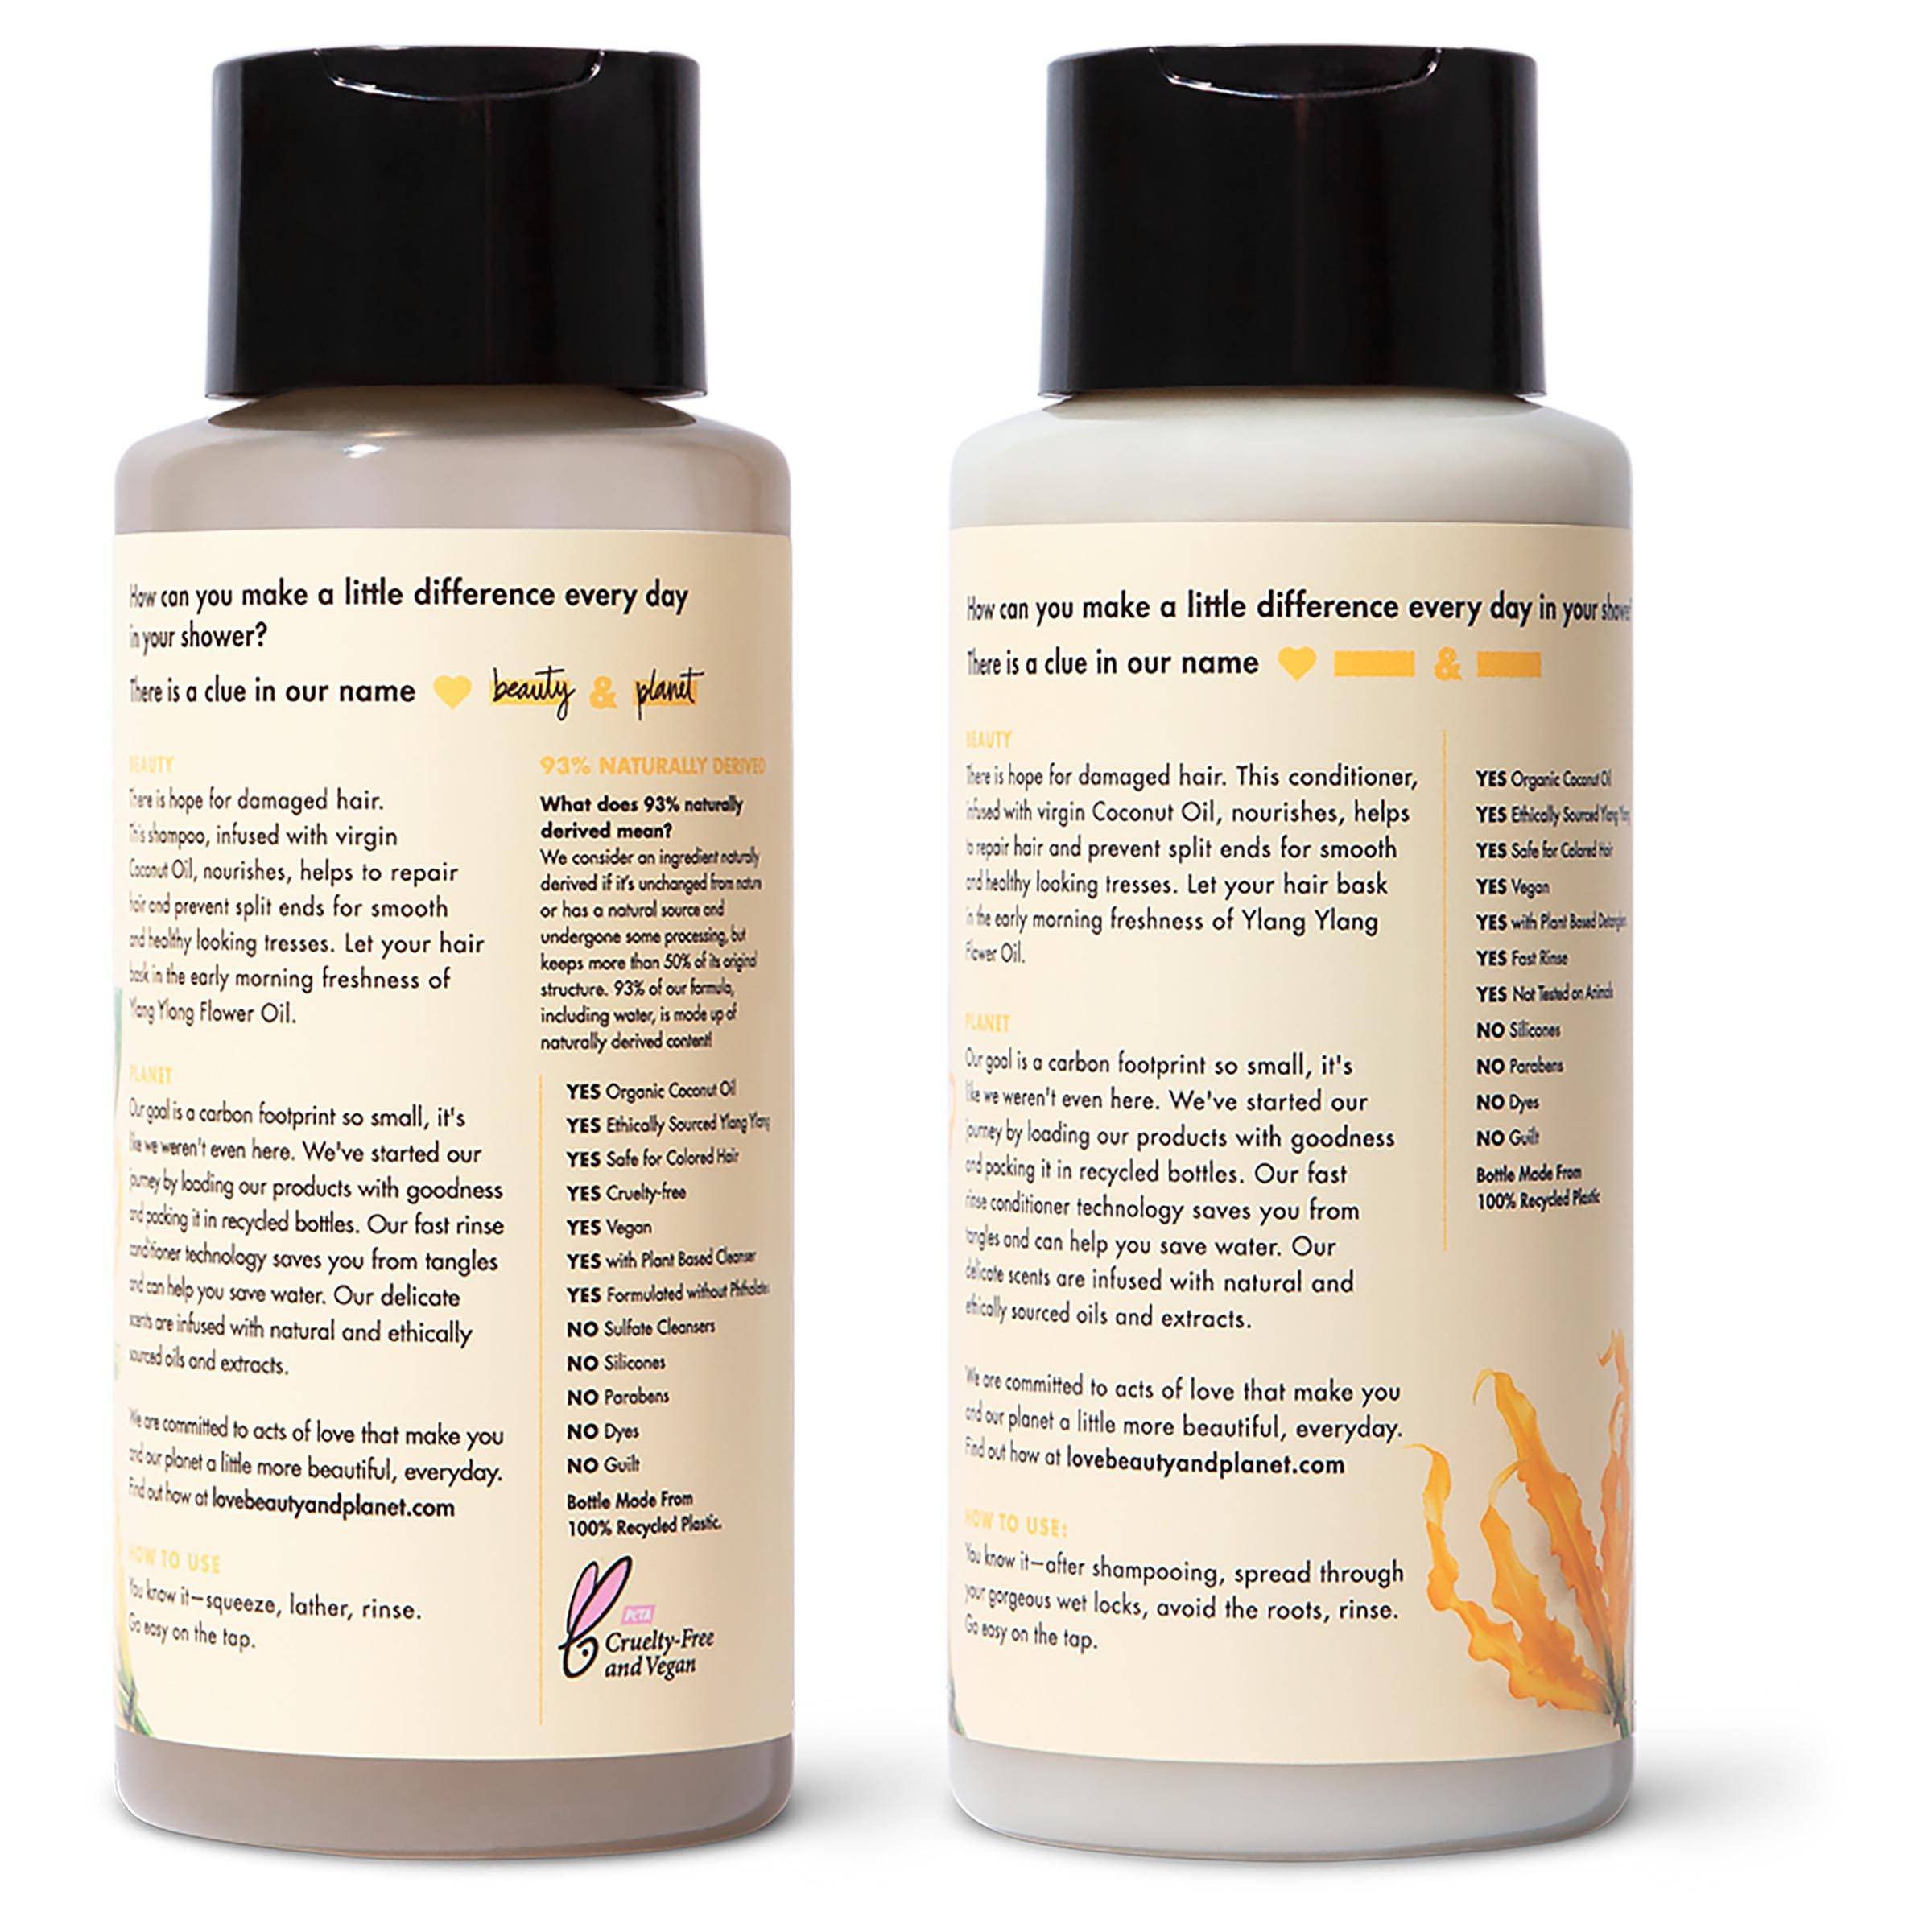 How can you make a little difference every day
in your shower?
There is a clue in our name beauty & planet
BEAUTY
There is hope for damaged hair.
This shampoo, infused with virgin
Coconut Oil, nourishes, helps to repair
hair and prevent split ends for smooth
and healthy looking tresses. Let your hair
bask in the early morning freshness of
Ylang Ylang Flower Oil.
PLANET
Our goal is a carbon footprint so small, it's
like we weren't even here. We've started our
journey by loading our products with goodness
and packing it in recycled bottles. Our fast rinse
conditioner technology saves you from tangles
and can help you save water. Our delicate
scents are infused with natural and ethically
sourced oils and extracts.
We are committed to acts of love that make you
and our planet a little more beautiful, everyday.
Find out how at lovebeautyandplanet.com
HOW TO USE
You know it—squeeze, lather, rinse.
Go easy on the tap.
93% NATURALLY DERIVED
What does 93% naturally
derived mean?
We consider an ingredient naturally
derived if it's unchanged from nature
or has a natural source and
undergone some processing, but
keeps more than 50% of its original
structure. 93% of our formula,
including water, is made up of
naturally derived content!
YES Organic Coconut Oil
YES Ethically Sourced Ylang Ylang
YES Safe for Colored Hair
YES Cruelty-free
YES Vegan
YES with Plant Based Cleanser
YES Formulated without Phthalates
NO Sulfate Cleansers
NO Silicones
NO Parabens
NO Dyes
NO Guilt
Bottle Made From
100% Recycled Plastic.
PETA
Cruelty-Free
and Vegan
How can you make a little difference every day in your shower?
There is a clue in our name &
BEAUTY
There is hope for damaged hair. This conditioner,
infused with virgin Coconut Oil, nourishes, helps
to repair hair and prevent split ends for smooth
and healthy looking tresses. Let your hair bask
in the early morning freshness of Ylang Ylang
Flower Oil.
PLANET
Our goal is a carbon footprint so small, it's
like we weren't even here. We've started our
journey by loading our products with goodness
and packing it in recycled bottles. Our fast
rinse conditioner technology saves you from
tangles and can help you save water. Our
delicate scents are infused with natural and
ethically sourced oils and extracts.
We are committed to acts of love that make you
and our planet a little more beautiful, everyday.
Find out how at lovebeautyandplanet.com
HOW TO USE:
You know it—after shampooing, spread through
your gorgeous wet locks, avoid the roots, rinse.
Go easy on the tap.
YES Organic Coconut Oil
YES Ethically Sourced Ylang Ylang
YES Safe for Colored Hair
YES Vegan
YES with Plant Based Detanglers
YES Fast Rinse
YES Not Tested on Animals
NO Silicones
NO Parabens
NO Dyes
NO Guilt
Bottle Made From
100% Recycled Plastic